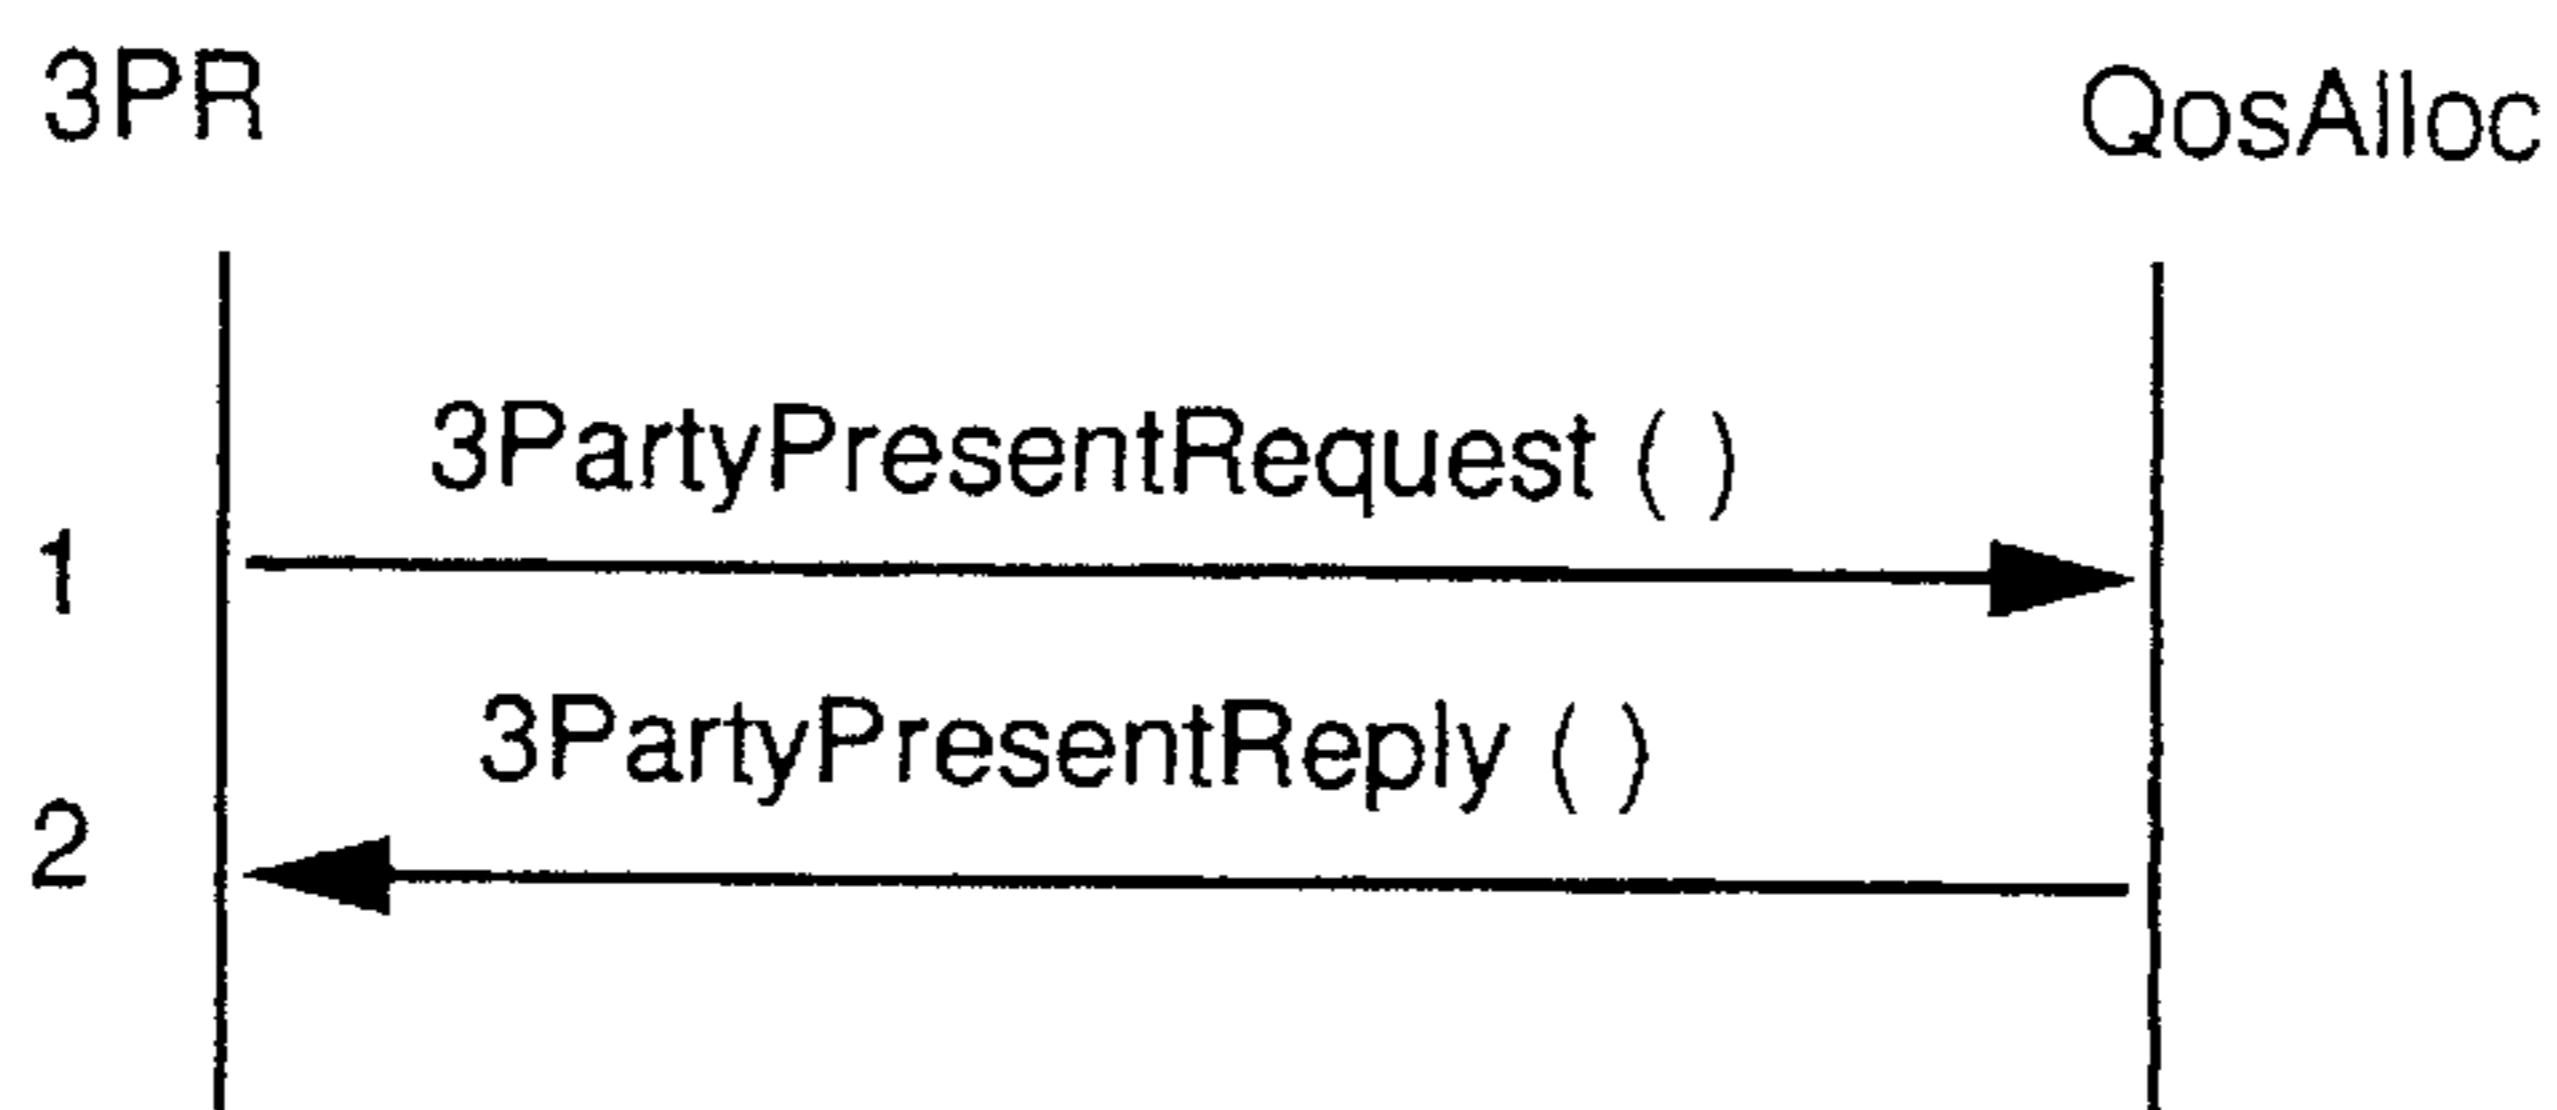 3PR
QosAlloc
3PartyPresentRequest ( )
1
3PartyPresentReply ( )
2